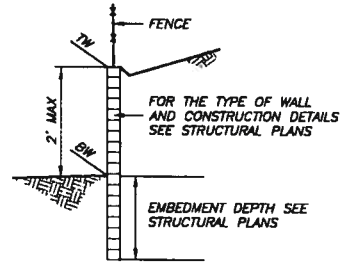 FENCE
TW
FOR THE TYPE OF WALL
AND CONSTRUCTION DETAILS
SEE STRUCTURAL PLANS
2' MAX
BW
EMBEDMENT DEPTH SEE
STRUCTURAL PLANS